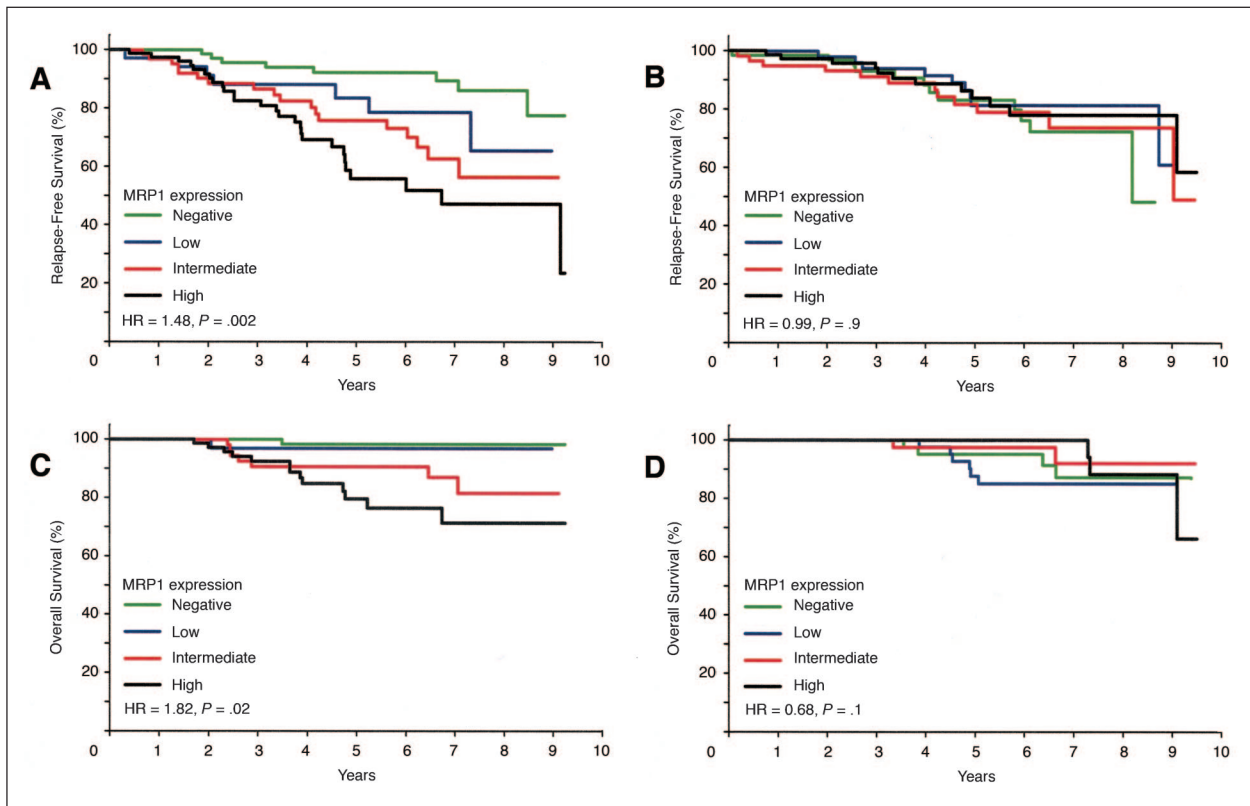 A
Relapse-Free Survival (%)
100
80
60
40
20
MRP1 expression
Negative
Low
Intermediate
High
HR = 1.48, P = .002
0 1 2 3 4 5 6 7 8 9 10
Years
B
Relapse-Free Survival (%)
100
80
60
40
20
MRP1 expression
Negative
Low
Intermediate
High
HR = 0.99, P = .9
0 1 2 3 4 5 6 7 8 9 10
Years
C
Overall Survival (%)
100
80
60
40
20
MRP1 expression
Negative
Low
Intermediate
High
HR = 1.82, P = .02
0 1 2 3 4 5 6 7 8 9 10
Years
D
Overall Survival (%)
100
80
60
40
20
MRP1 expression
Negative
Low
Intermediate
High
HR = 0.68, P = .1
0 1 2 3 4 5 6 7 8 9 10
Years